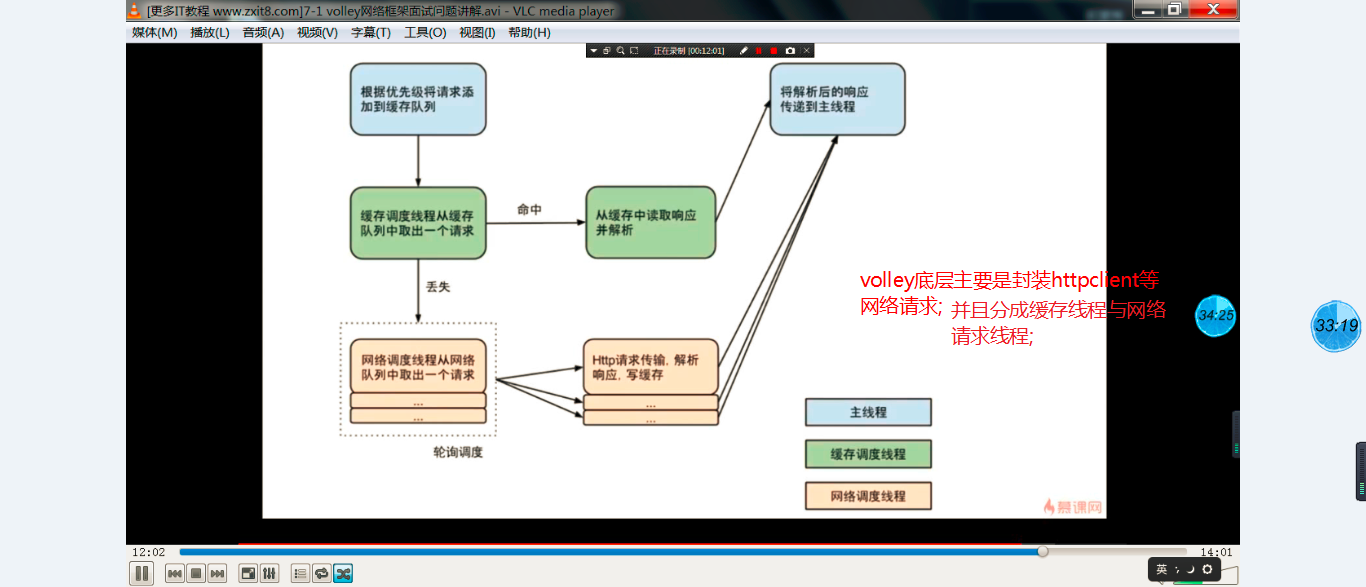 [更多IT教程 www.zxit8.com]7-1 volley网络框架面试问题讲解.avi - VLC media player
媒体(M) 播放(L) 音频(A) 视频(V) 字幕(T) 工具(O) 视图(I) 帮助(H)
正在录制 [00:12:01]
根据优先级将请求添
加到缓存队列
将解析后的响应
传递到主线程
缓存调度线程从缓存
队列中取出一个请求
命中
从缓存中读取响应
并解析
丢失
volley底层主要是封装httpclient等
网络请求; 并且分成缓存线程与网络
请求线程;
34:25
33:19
网络调度线程从网络
队列中取出一个请求
...
...
Http请求传输, 解析
响应, 写缓存
...
...
轮询调度
主线程
缓存调度线程
网络调度线程
慕课网
12:02
14:01
英